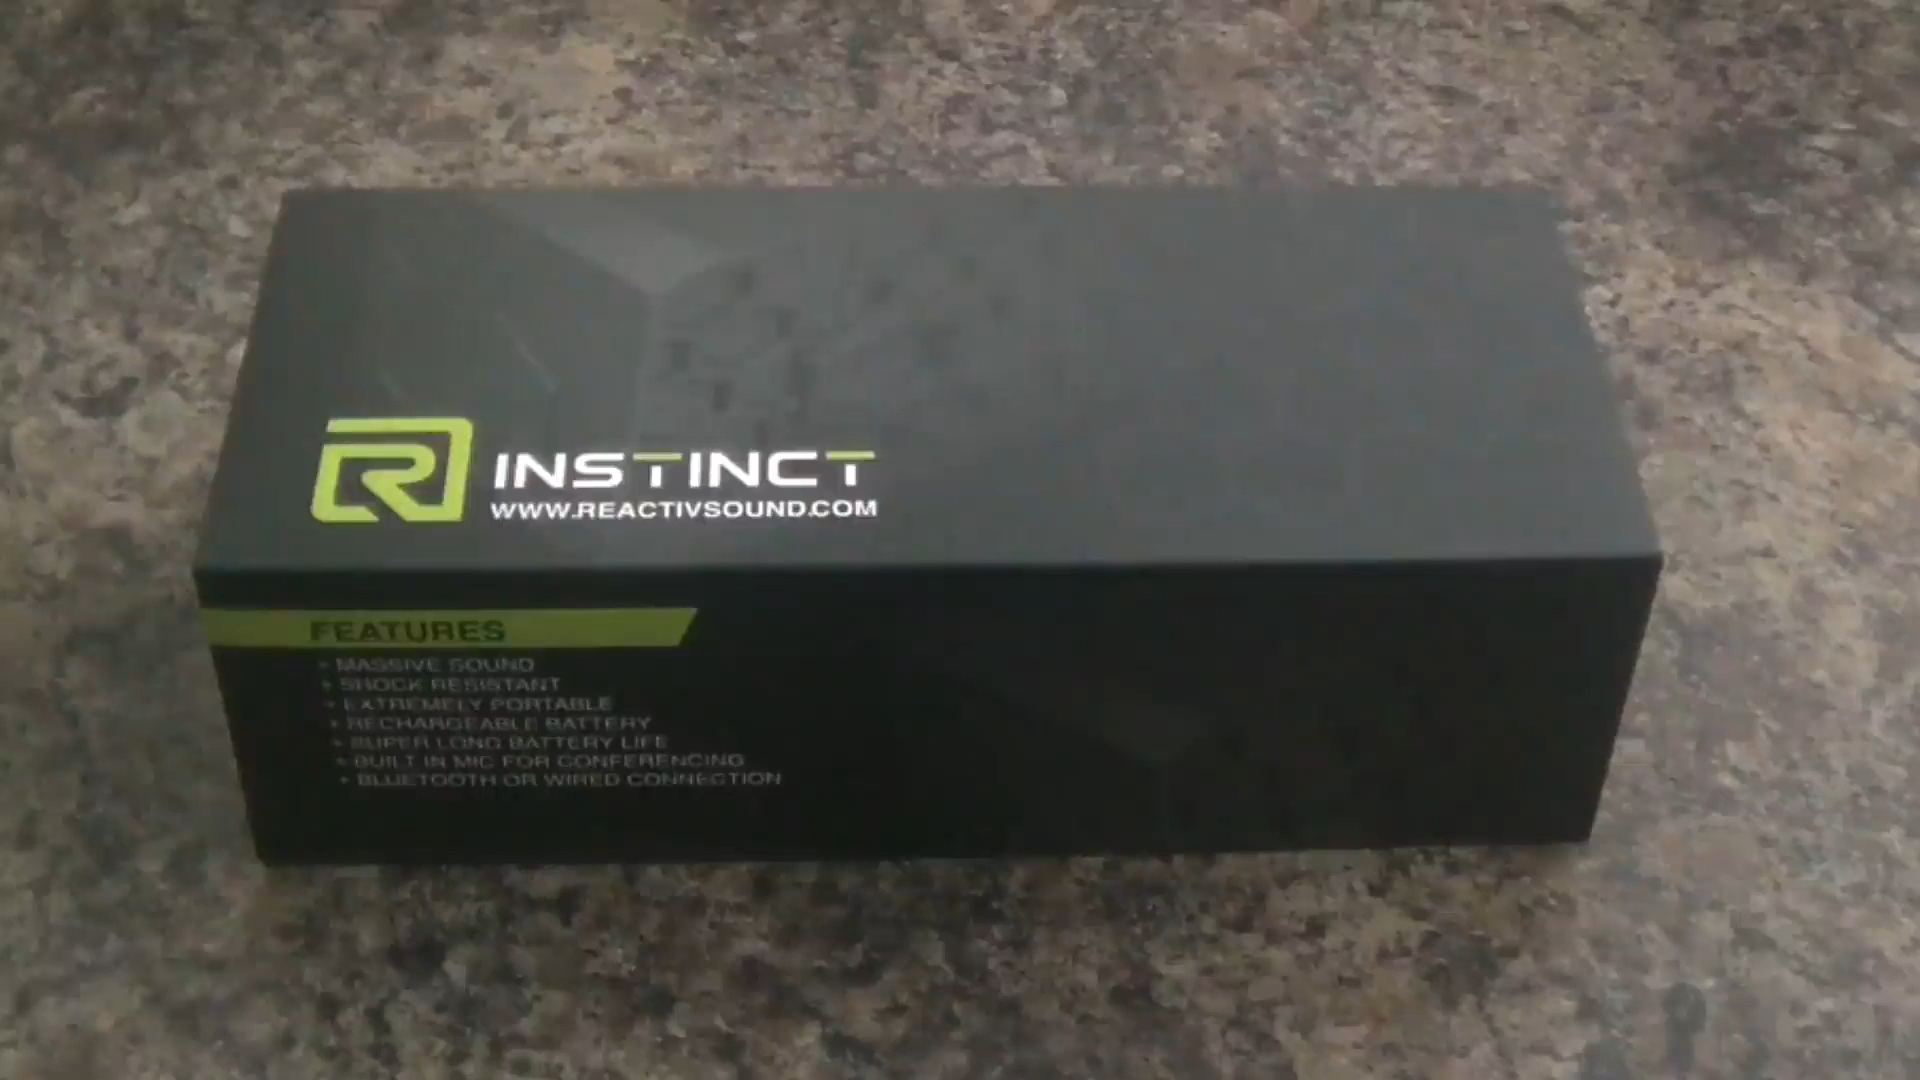 R INSTINCT
WWW.REACTIVSOUND.COM
FEATURES
• MASSIVE SOUND
• SHOCK RESISTANT
• EXTREMELY PORTABLE
• RECHARGEABLE BATTERY
• SUPER LONG BATTERY LIFE
• BUILT IN MIC FOR CONFERENCING
• BLUETOOTH OR WIRED CONNECTION